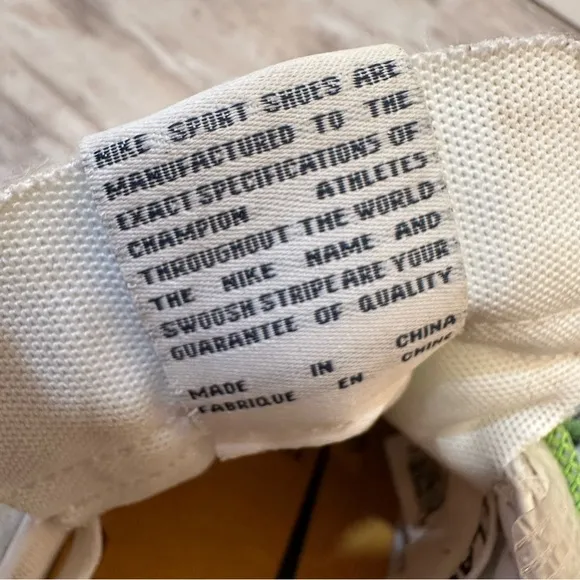 NIKE SPORT SHOES ARE
MANUFACTURED TO THE
EXACT SPECIFICATIONS OF
CHAMPION ATHLETES
THROUGHOUT THE WORLD
THE NIKE NAME AND
SWOOSH STRIPE ARE YOUR
GUARANTEE OF QUALITY
MADE IN CHINA
FABRIQUE EN CHINE